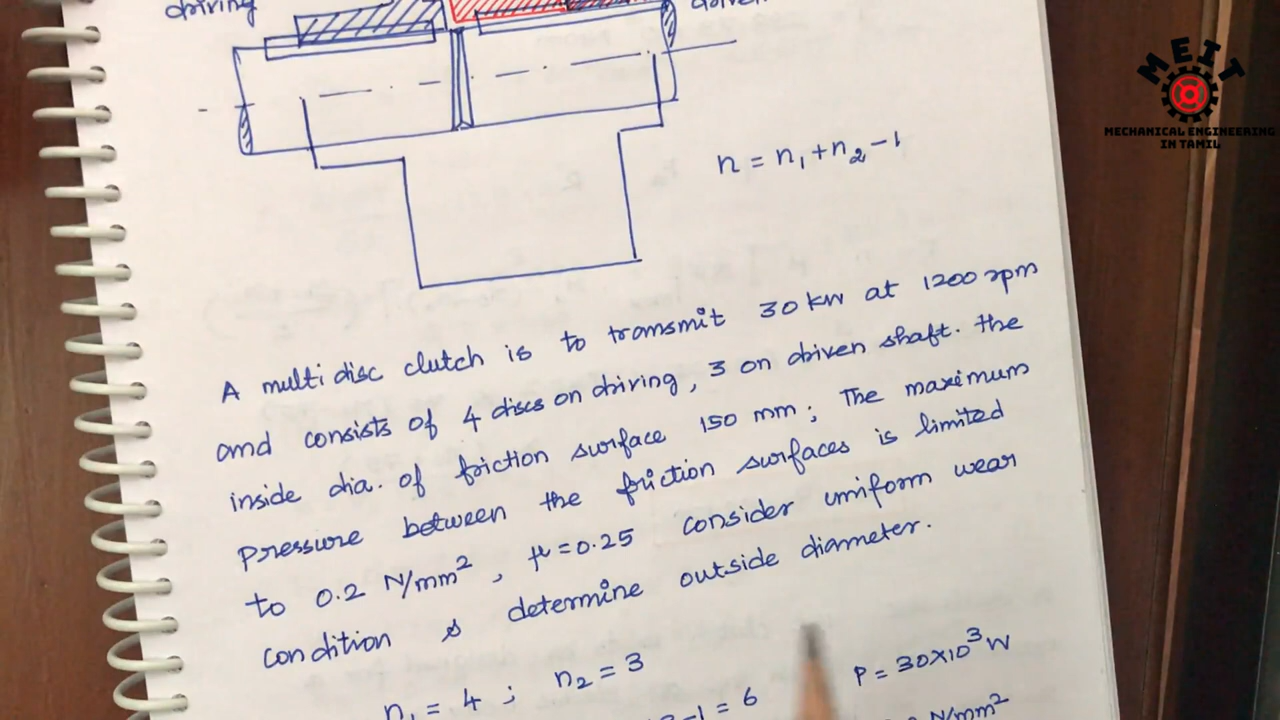 driving
MEIT
MECHANICAL ENGINEERING
IN TAMIL
n = n₁ + n₂ - 1
A multi disc clutch is to transmit 30 kW at 1200 rpm
and consists of 4 discs on driving, 3 on driven shaft. The
inside dia. of friction surface 150 mm; The maximum
pressure between the friction surfaces is limited
to 0.2 N/mm², μ = 0.25 consider uniform wear
condition & determine outside diameter.
n₁ = 4 ; n₂ = 3
-1 = 6
P = 30×10³ W
N/mm²